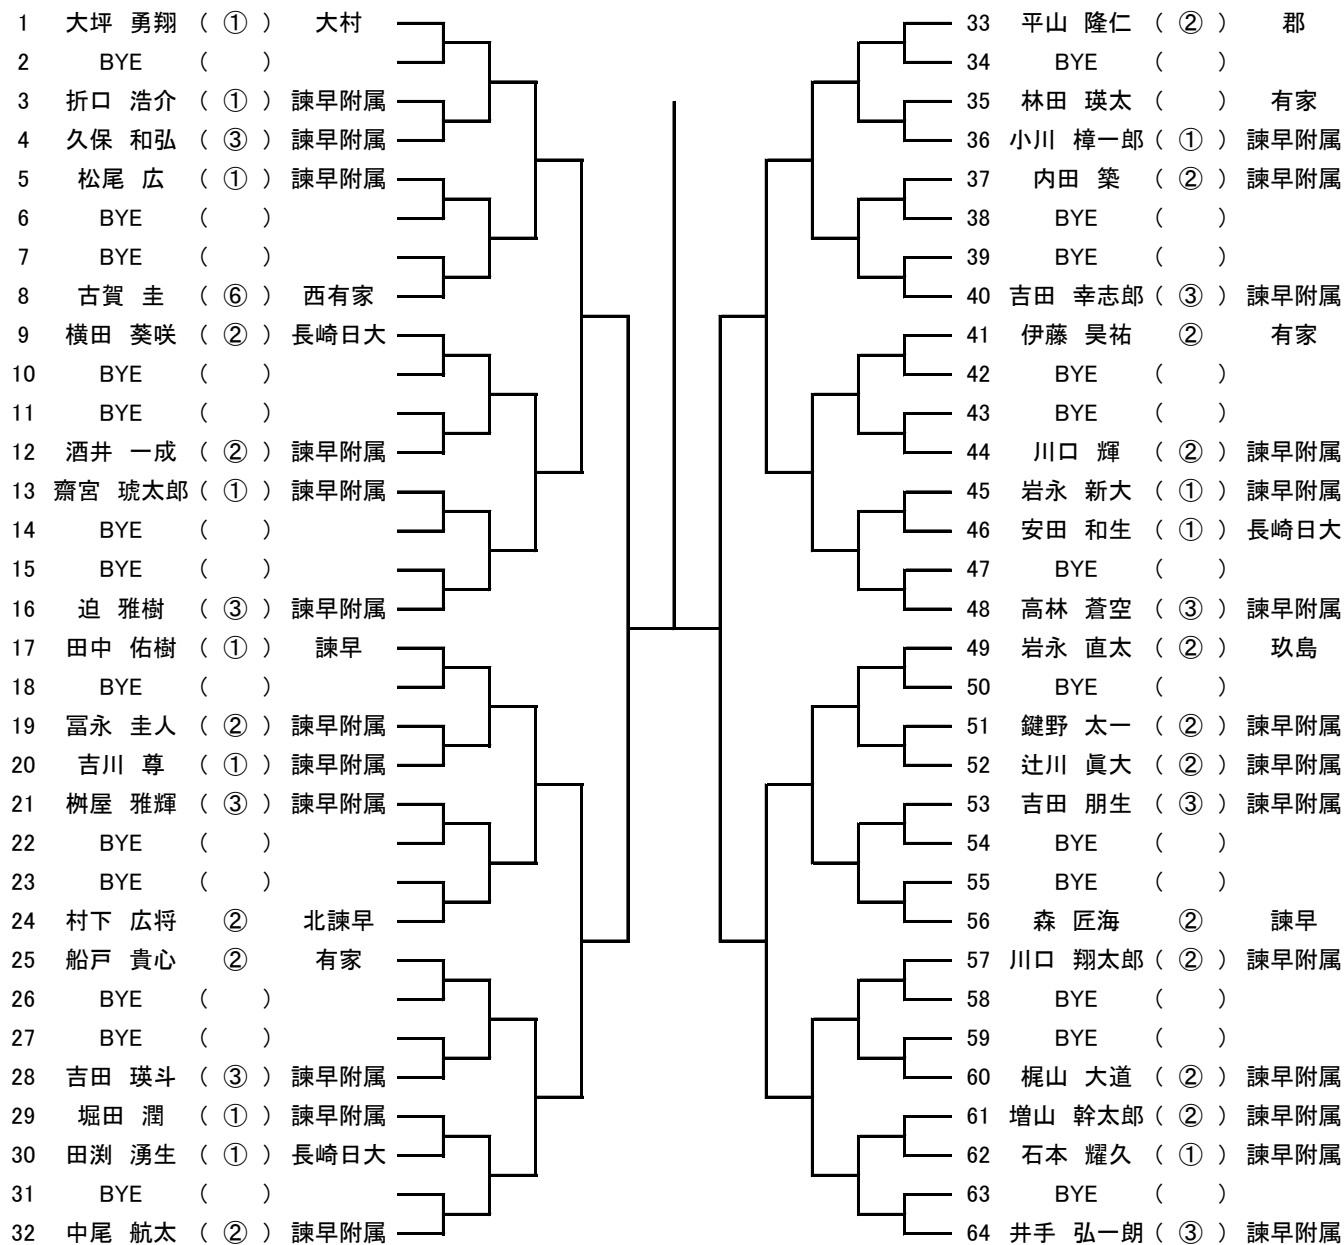 1 大坪 勇翔 ( ① ) 大村
2 BYE ( )
3 折口 浩介 ( ① ) 諫早附属
4 久保 和弘 ( ③ ) 諫早附属
5 松尾 広 ( ① ) 諫早附属
6 BYE ( )
7 BYE ( )
8 古賀 圭 ( ⑥ ) 西有家
9 横田 葵咲 ( ② ) 長崎日大
10 BYE ( )
11 BYE ( )
12 酒井 一成 ( ② ) 諫早附属
13 齋宮 琥太郎 ( ① ) 諫早附属
14 BYE ( )
15 BYE ( )
16 迫 雅樹 ( ③ ) 諫早附属
17 田中 佑樹 ( ① ) 諫早
18 BYE ( )
19 冨永 圭人 ( ② ) 諫早附属
20 吉川 尊 ( ① ) 諫早附属
21 桝屋 雅輝 ( ③ ) 諫早附属
22 BYE ( )
23 BYE ( )
24 村下 広将 ② 北諫早
25 船戸 貴心 ② 有家
26 BYE ( )
27 BYE ( )
28 吉田 瑛斗 ( ③ ) 諫早附属
29 堀田 潤 ( ① ) 諫早附属
30 田渕 湧生 ( ① ) 長崎日大
31 BYE ( )
32 中尾 航太 ( ② ) 諫早附属
33 平山 隆仁 ( ② ) 郡
34 BYE ( )
35 林田 瑛太 ( ) 有家
36 小川 樟一郎 ( ① ) 諫早附属
37 内田 築 ( ② ) 諫早附属
38 BYE ( )
39 BYE ( )
40 吉田 幸志郎 ( ③ ) 諫早附属
41 伊藤 昊祐 ② 有家
42 BYE ( )
43 BYE ( )
44 川口 輝 ( ② ) 諫早附属
45 岩永 新大 ( ① ) 諫早附属
46 安田 和生 ( ① ) 長崎日大
47 BYE ( )
48 高林 蒼空 ( ③ ) 諫早附属
49 岩永 直太 ( ② ) 玖島
50 BYE ( )
51 鍵野 太一 ( ② ) 諫早附属
52 辻川 眞大 ( ② ) 諫早附属
53 吉田 朋生 ( ③ ) 諫早附属
54 BYE ( )
55 BYE ( )
56 森 匠海 ② 諫早
57 川口 翔太郎 ( ② ) 諫早附属
58 BYE ( )
59 BYE ( )
60 梶山 大道 ( ② ) 諫早附属
61 増山 幹太郎 ( ② ) 諫早附属
62 石本 耀久 ( ① ) 諫早附属
63 BYE ( )
64 井手 弘一朗 ( ③ ) 諫早附属